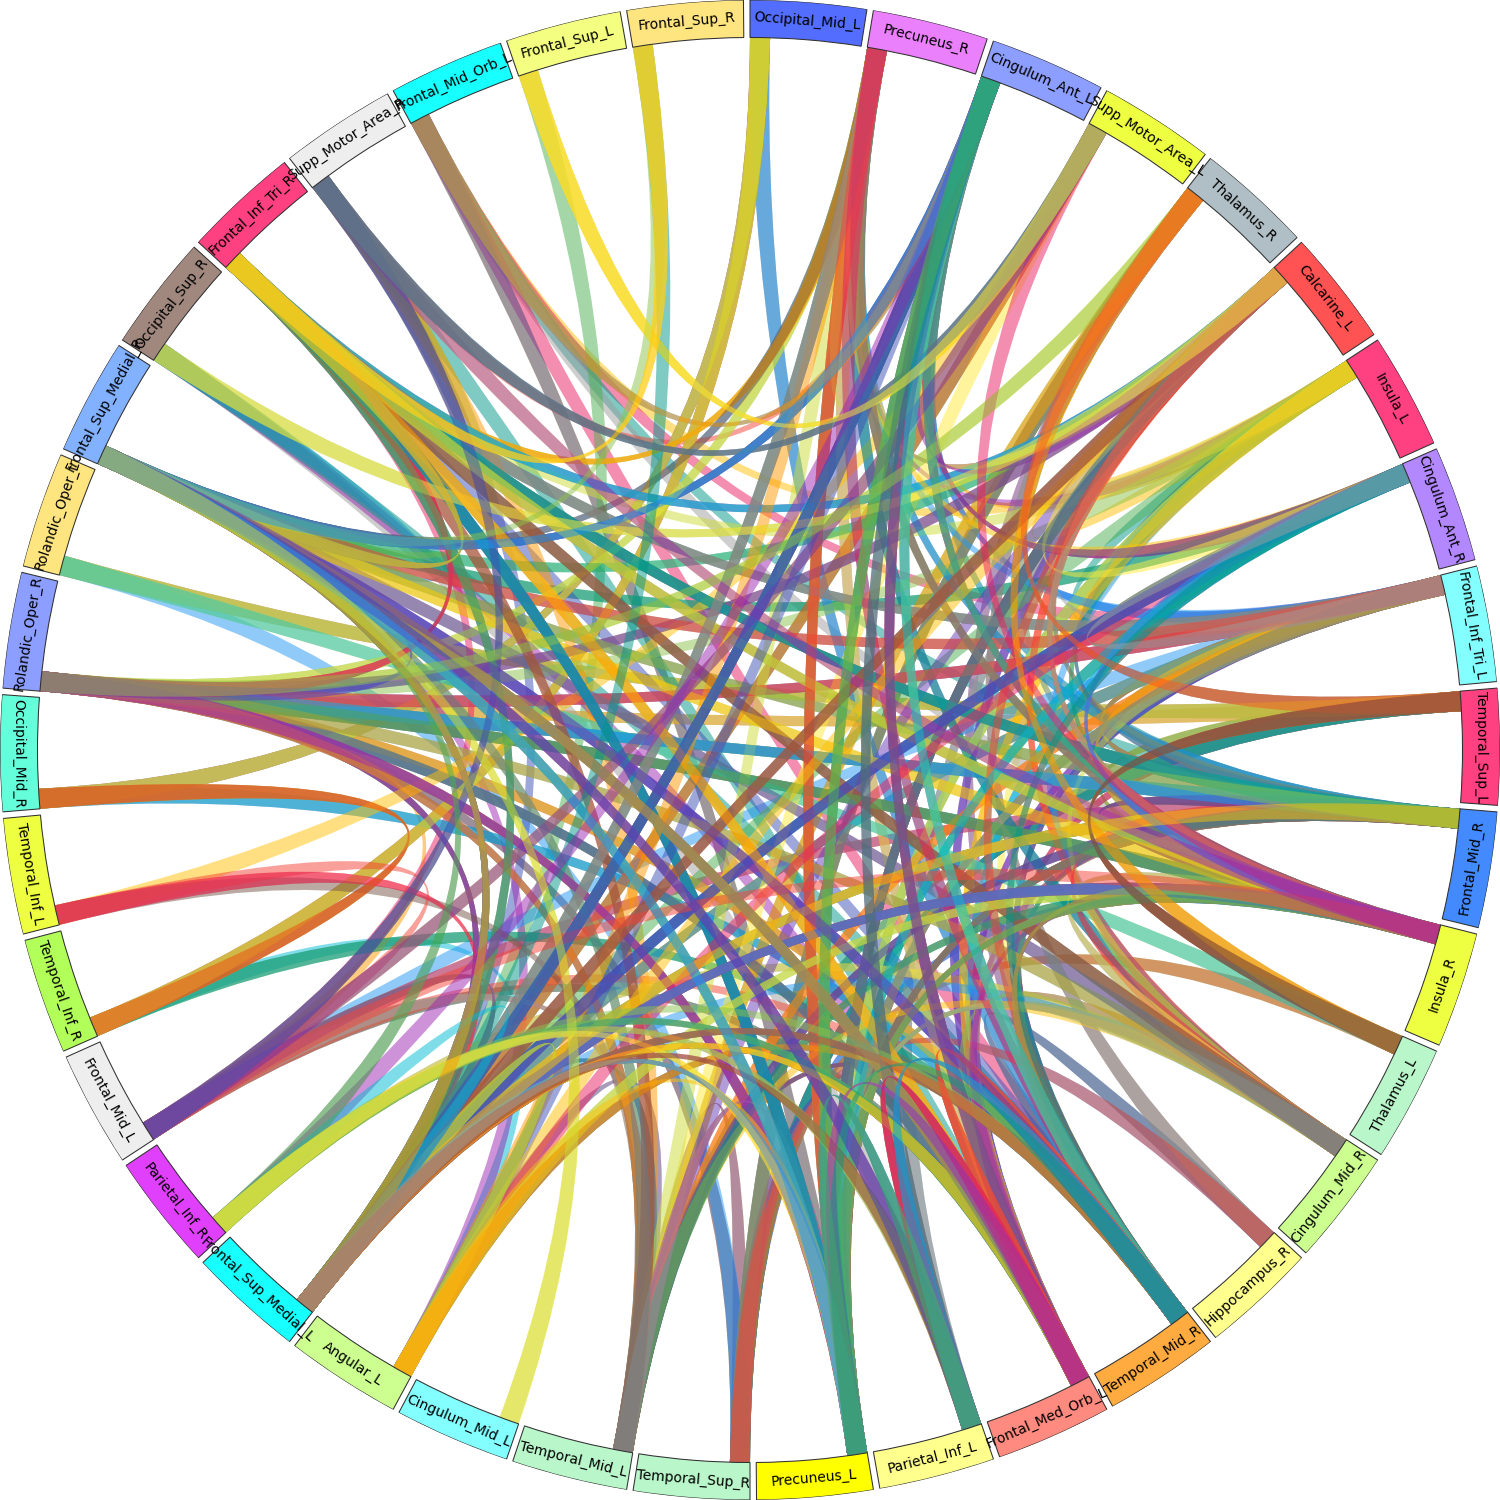 Occipital_Mid_L
Precuneus_R
Cingulum_Ant_L
Supp_Motor_Area_L
Thalamus_R
Calcarine_L
Insula_L
Cingulum_Ant_R
Frontal_Inf_Tri_L
Temporal_Sup_L
Frontal_Mid_R
Insula_R
Thalamus_L
Cingulum_Mid_R
Hippocampus_R
Temporal_Mid_R
Frontal_Med_Orb_L
Parietal_Inf_L
Precuneus_L
Temporal_Sup_R
Temporal_Mid_L
Cingulum_Mid_L
Angular_L
Frontal_Sup_Medial_L
Parietal_Inf_R
Frontal_Mid_L
Temporal_Inf_R
Temporal_Inf_L
Occipital_Mid_R
Rolandic_Oper_R
Rolandic_Oper_L
Frontal_Sup_Medial_R
Occipital_Sup_R
Frontal_Inf_Tri_R
Supp_Motor_Area_R
Frontal_Mid_Orb_L
Frontal_Sup_L
Frontal_Sup_R